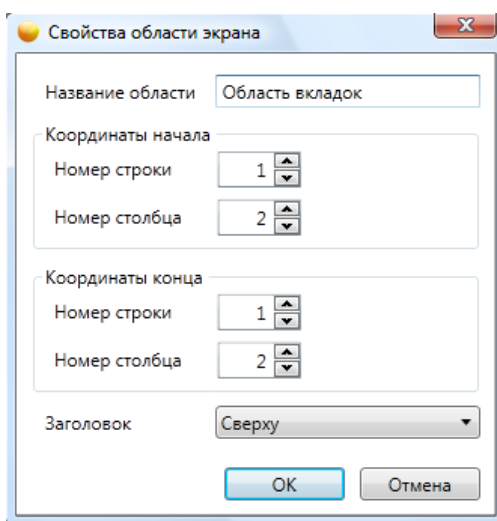 Свойства области экрана
Название области Область вкладок
Координаты начала
Номер строки 1
Номер столбца 2
Координаты конца
Номер строки 1
Номер столбца 2
Заголовок Сверху
ОК Отмена